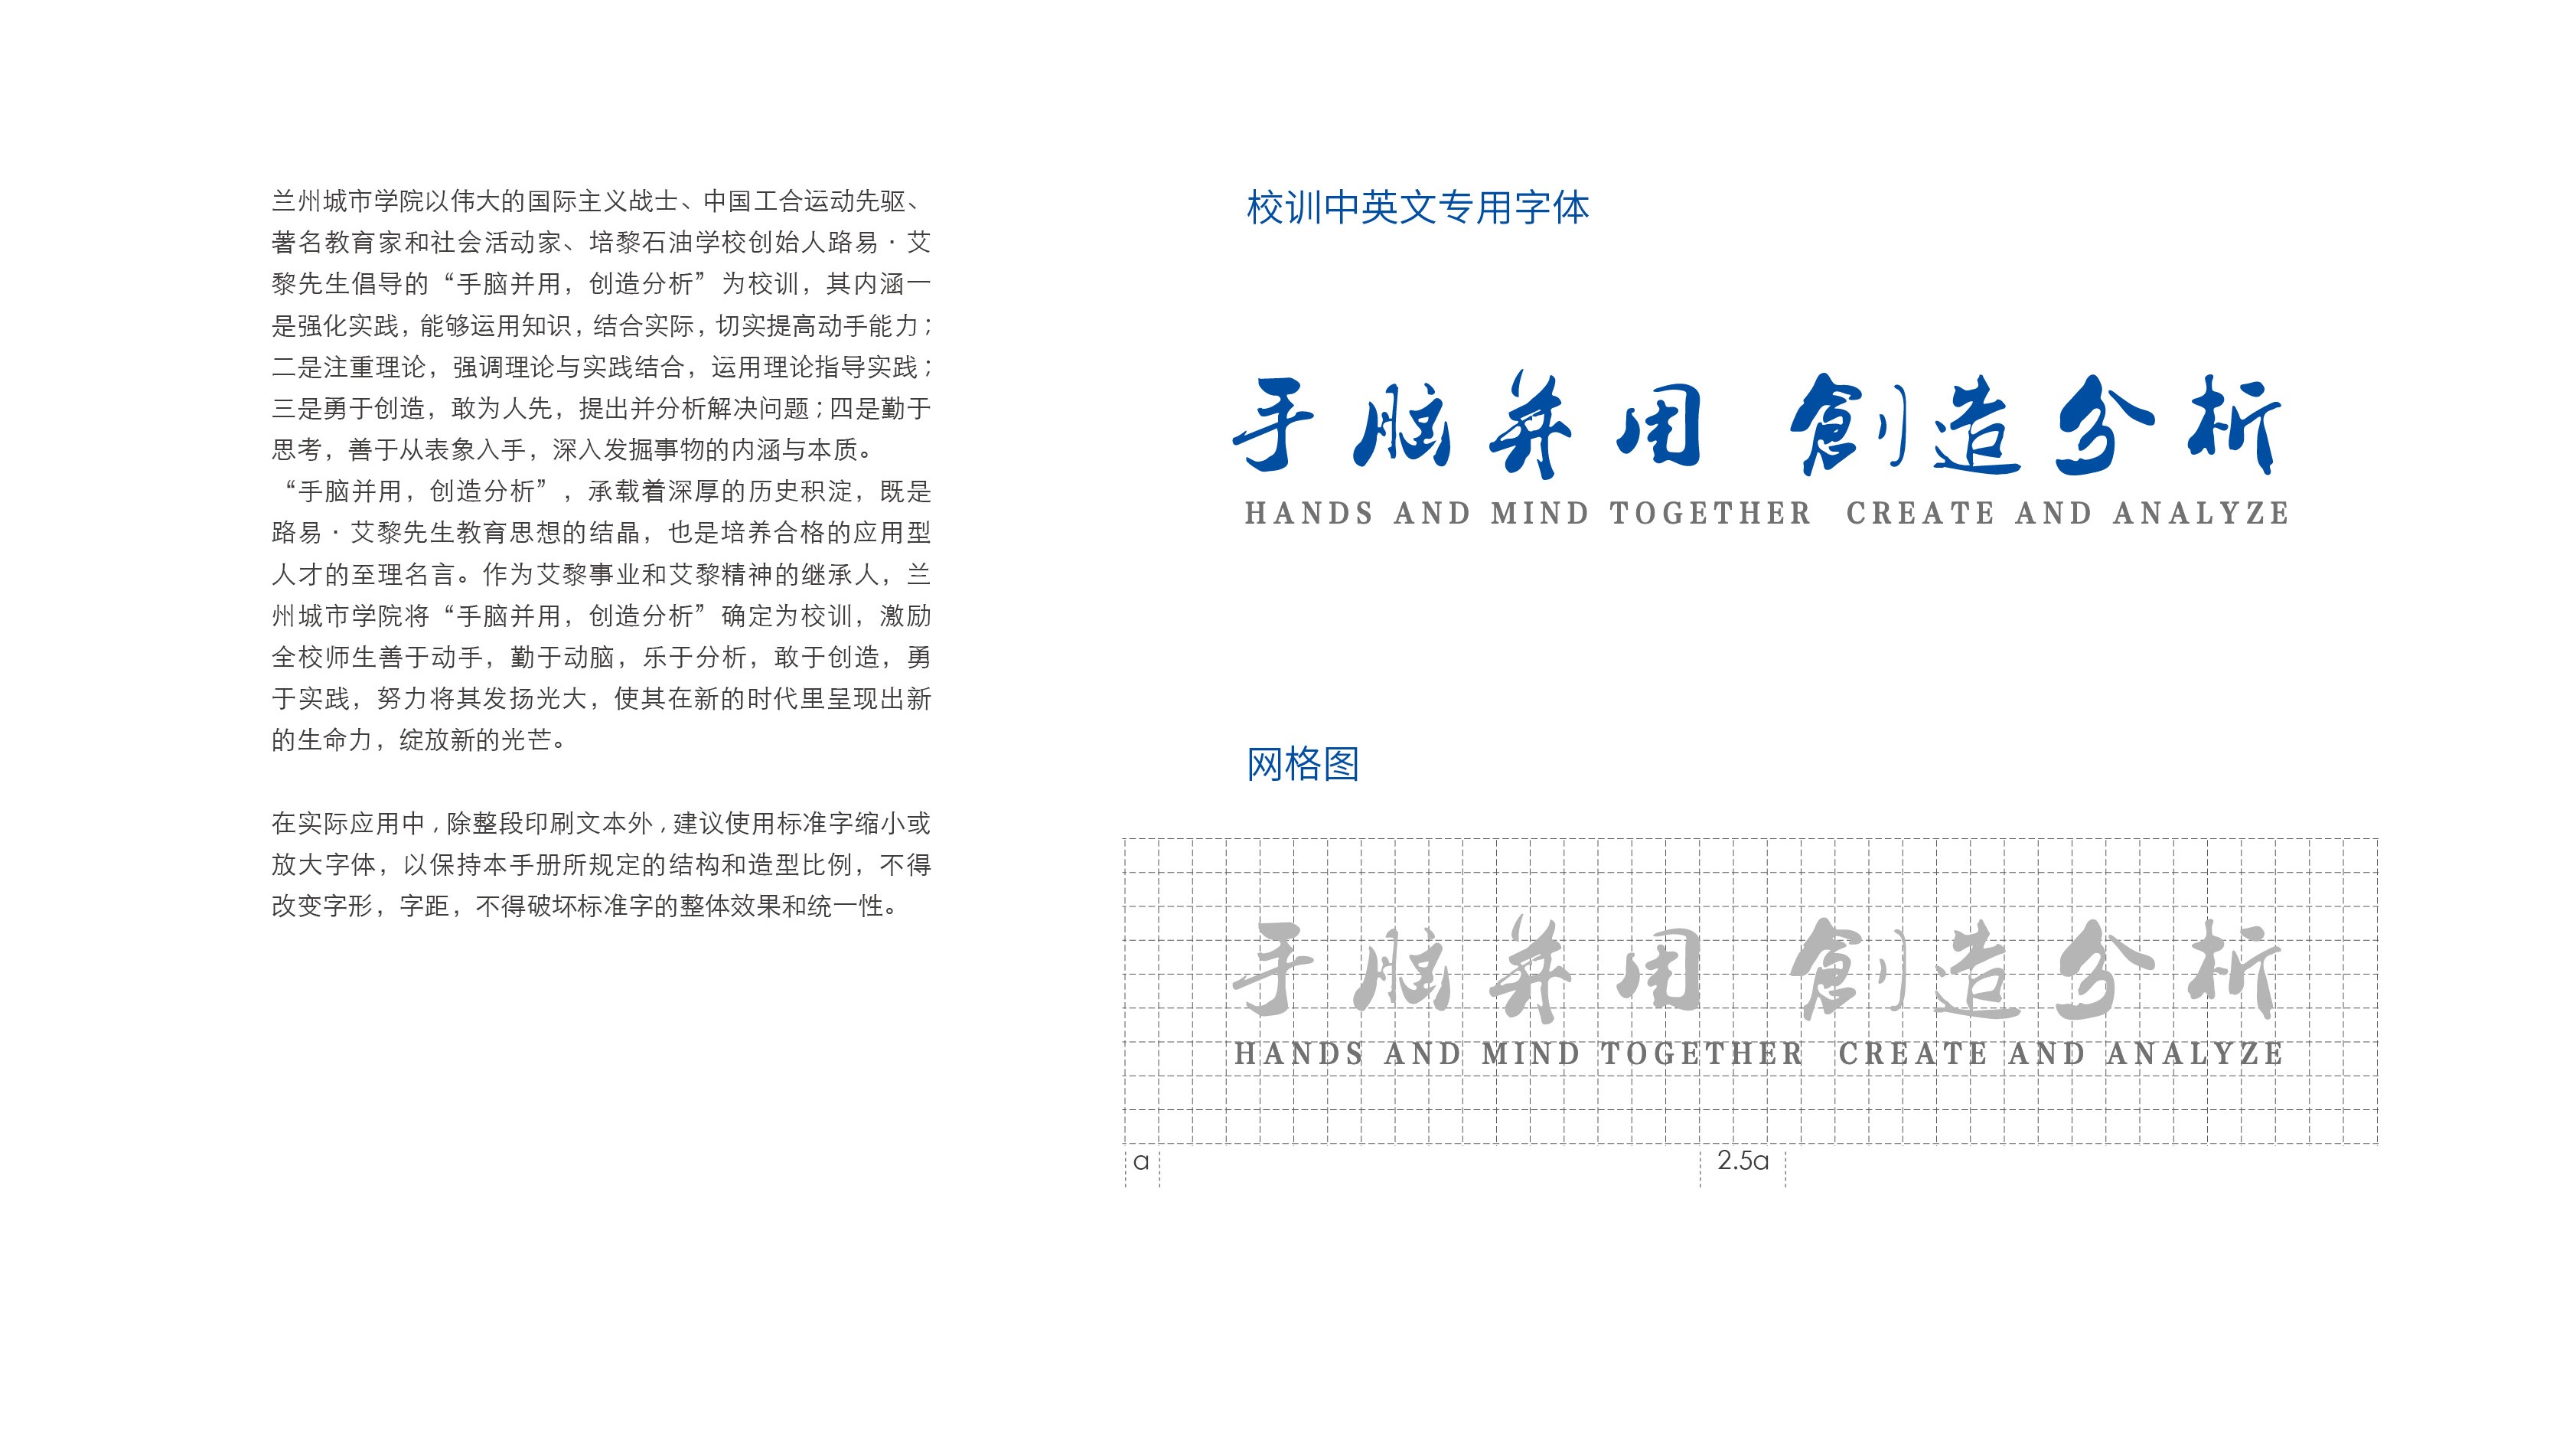 兰州城市学院以伟大的国际主义战士、中国工合运动先驱、
著名教育家和社会活动家、培黎石油学校创始人路易·艾
黎先生倡导的“手脑并用，创造分析”为校训，其内涵一
是强化实践，能够运用知识，结合实际，切实提高动手能力；
二是注重理论，强调理论与实践结合，运用理论指导实践；
三是勇于创造，敢为人先，提出并分析解决问题；四是勤于
思考，善于从表象入手，深入发掘事物的内涵与本质。
“手脑并用，创造分析”，承载着深厚的历史积淀，既是
路易·艾黎先生教育思想的结晶，也是培养合格的应用型
人才的至理名言。作为艾黎事业和艾黎精神的继承人，兰
州城市学院将“手脑并用，创造分析”确定为校训，激励
全校师生善于动手，勤于动脑，乐于分析，敢于创造，勇
于实践，努力将其发扬光大，使其在新的时代里呈现出新
的生命力，绽放新的光芒。
在实际应用中，除整段印刷文本外，建议使用标准字缩小或
放大字体，以保持本手册所规定的结构和造型比例，不得
改变字形，字距，不得破坏标准字的整体效果和统一性。
校训中英文专用字体
手脑并用 創造分析
HANDS AND MIND TOGETHER CREATE AND ANALYZE
网格图
手脑并用 創造分析
HANDS AND MIND TOGETHER CREATE AND ANALYZE
a 2.5a